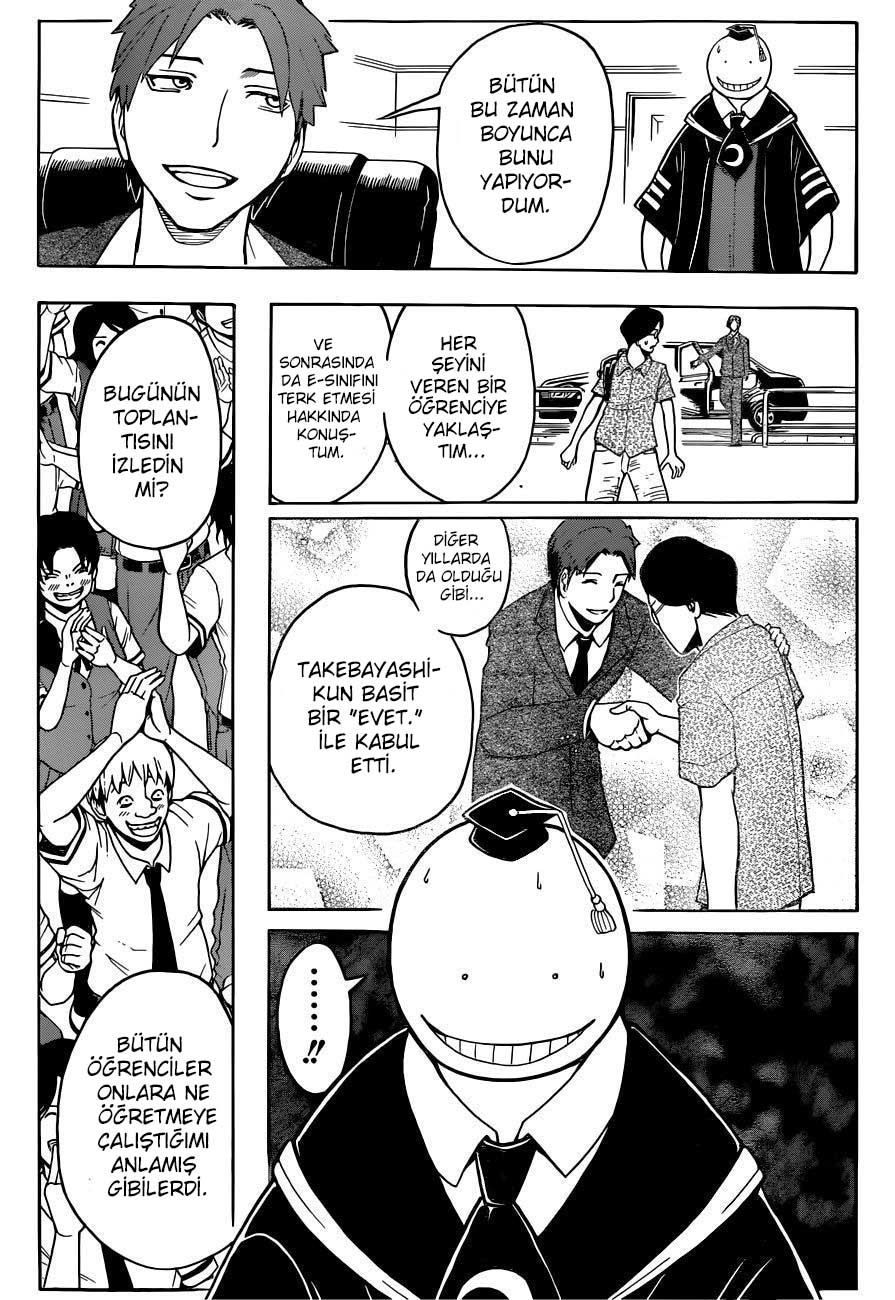 BÜTÜN
BU ZAMAN
BOYUNCA
BUNU
YAPIYOR-
DUM.
HER
ŞEYİNİ
VEREN BİR
ÖĞRENCİYE
YAKLAŞ-
TIM...
VE
SONRASINDA
DA E-SINIFINI
TERK ETMESİ
HAKKINDA
KONUŞ-
TUM.
DİĞER
YILLARDA
DA OLDUĞU
GİBİ...
TAKEBAYASHİ-
KUN BASİT
BİR "EVET."
İLE KABUL
ETTİ.
......!!
BUGÜNÜN
TOPLAN-
TISINI
İZLEDİN
Mİ?
BÜTÜN
ÖĞRENCİLER
ONLARA NE
ÖĞRETMEYE
ÇALIŞTIĞIMI
ANLAMIŞ
GİBİLERDİ.